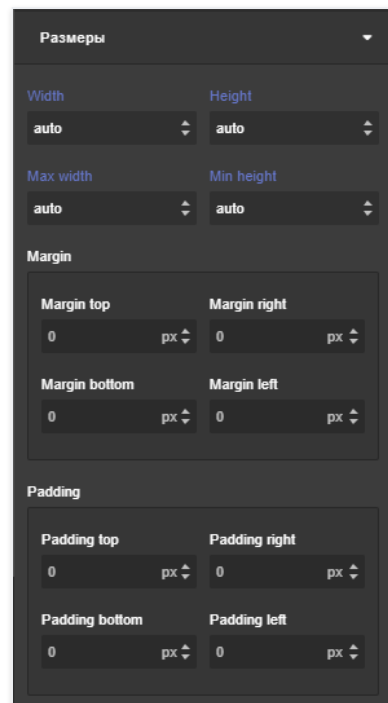 Размеры
Width Height
auto auto
Max width Min height
auto auto
Margin
Margin top Margin right
0 px 0 px
Margin bottom Margin left
0 px 0 px
Padding
Padding top Padding right
0 px 0 px
Padding bottom Padding left
0 px 0 px